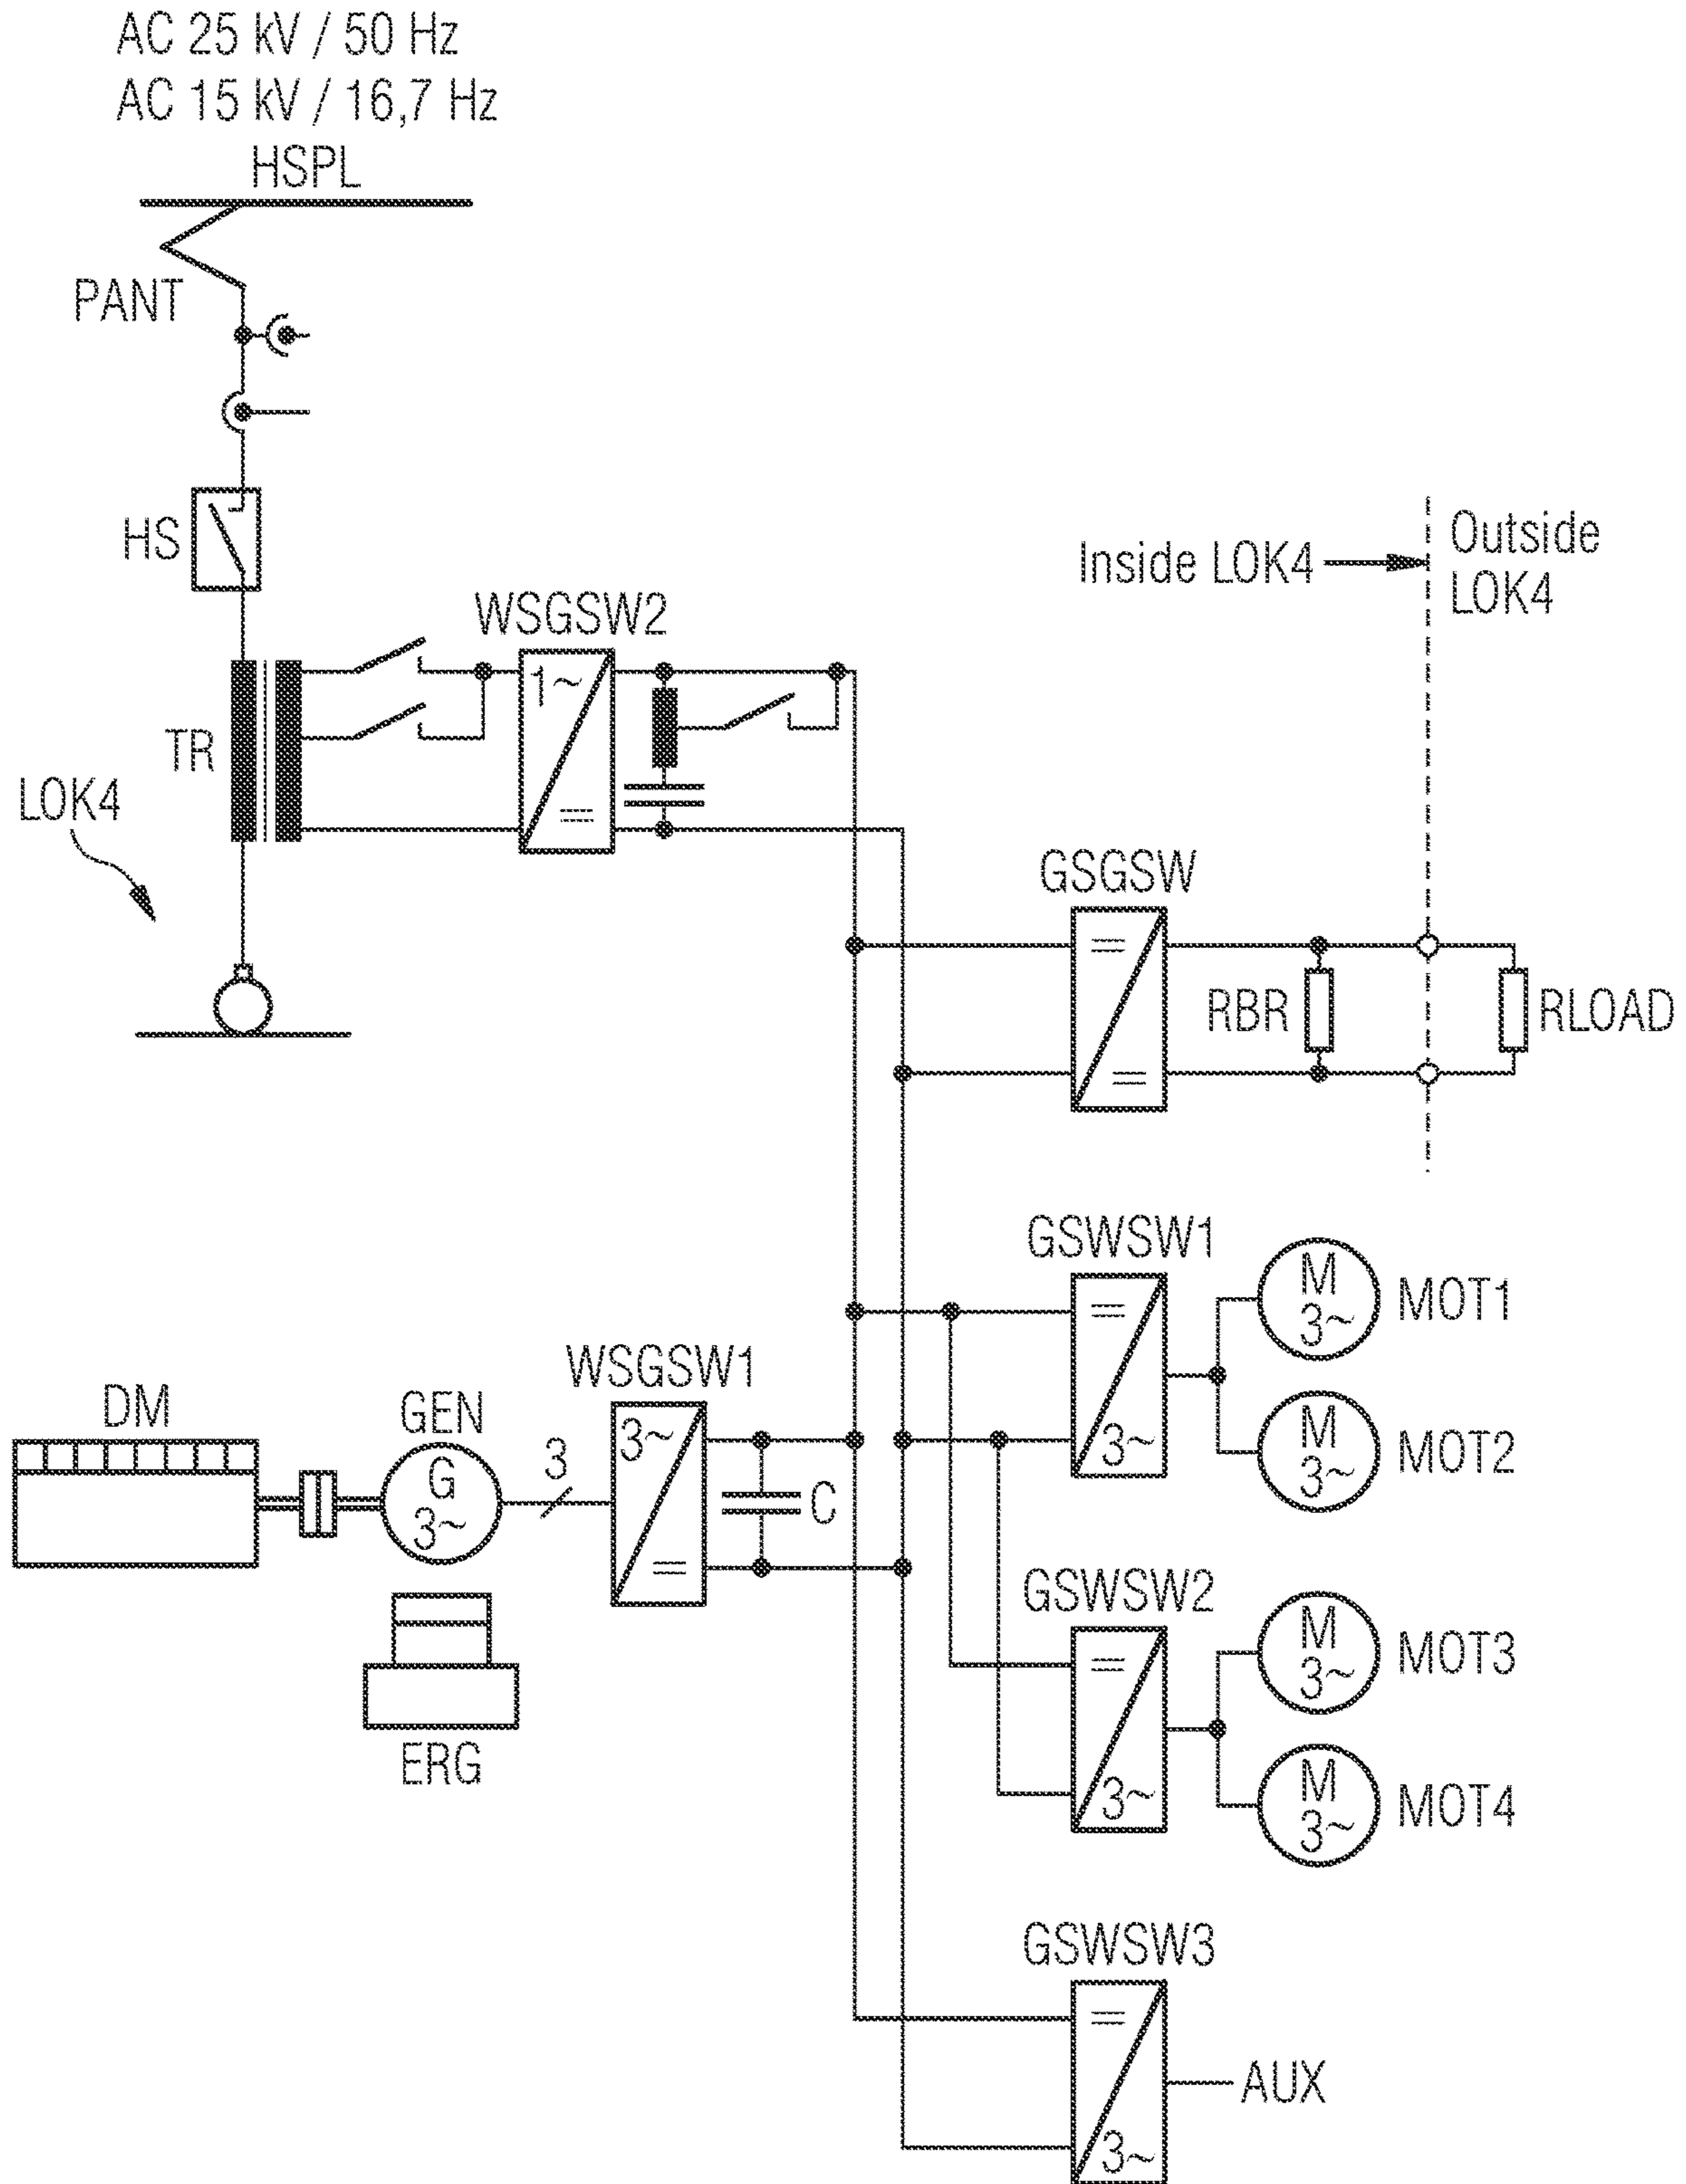 AC 25 kV / 50 Hz
AC 15 kV / 16,7 Hz
HSPL
PANT
HS
Inside LOK4
Outside
LOK4
WSGSW2
1~
TR
LOK4
GSGSW
RBR
RLOAD
GSWSW1
M
3~
MOT1
3~
M
3~
MOT2
WSGSW1
3~
C
DM
GEN
G
3~
3
ERG
GSWSW2
3~
M
3~
MOT3
M
3~
MOT4
GSWSW3
3~
AUX